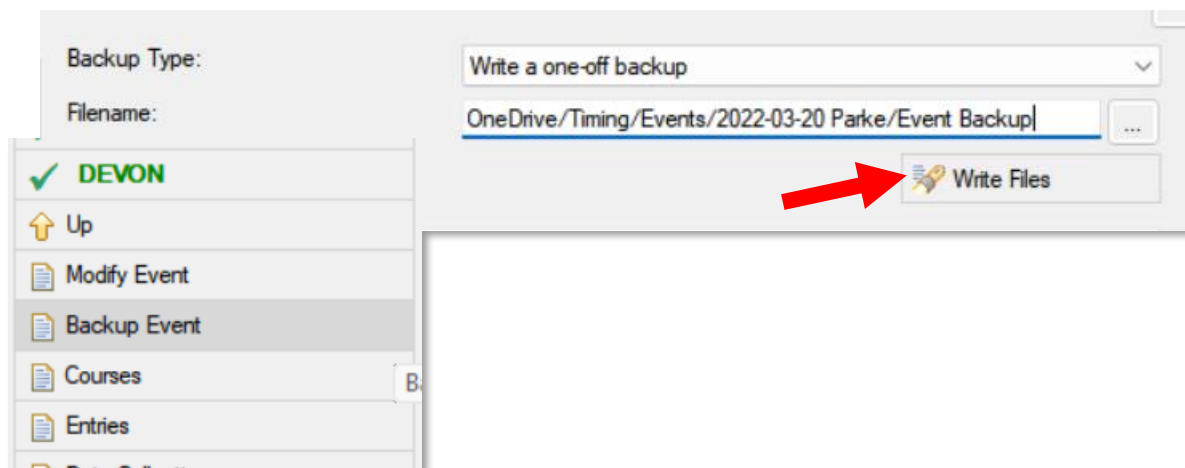 Backup Type:
Write a one-off backup
Filename:
OneDrive/Timing/Events/2022-03-20 Parke/Event Backup
...
Write Files
DEVON
Up
Modify Event
Backup Event
Courses
Entries